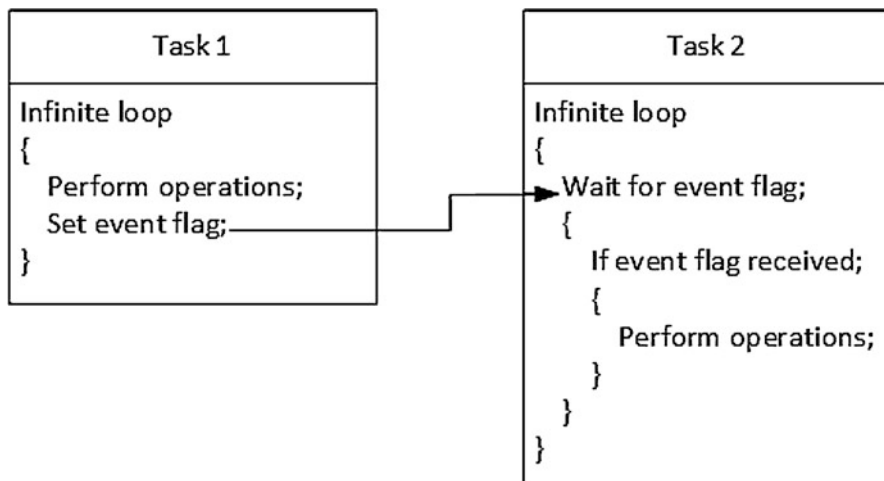 Task 1
Infinite loop
{
Perform operations;
Set event flag;
}
Task 2
Infinite loop
{
Wait for event flag;
{
If event flag received;
{
Perform operations;
}
}
}